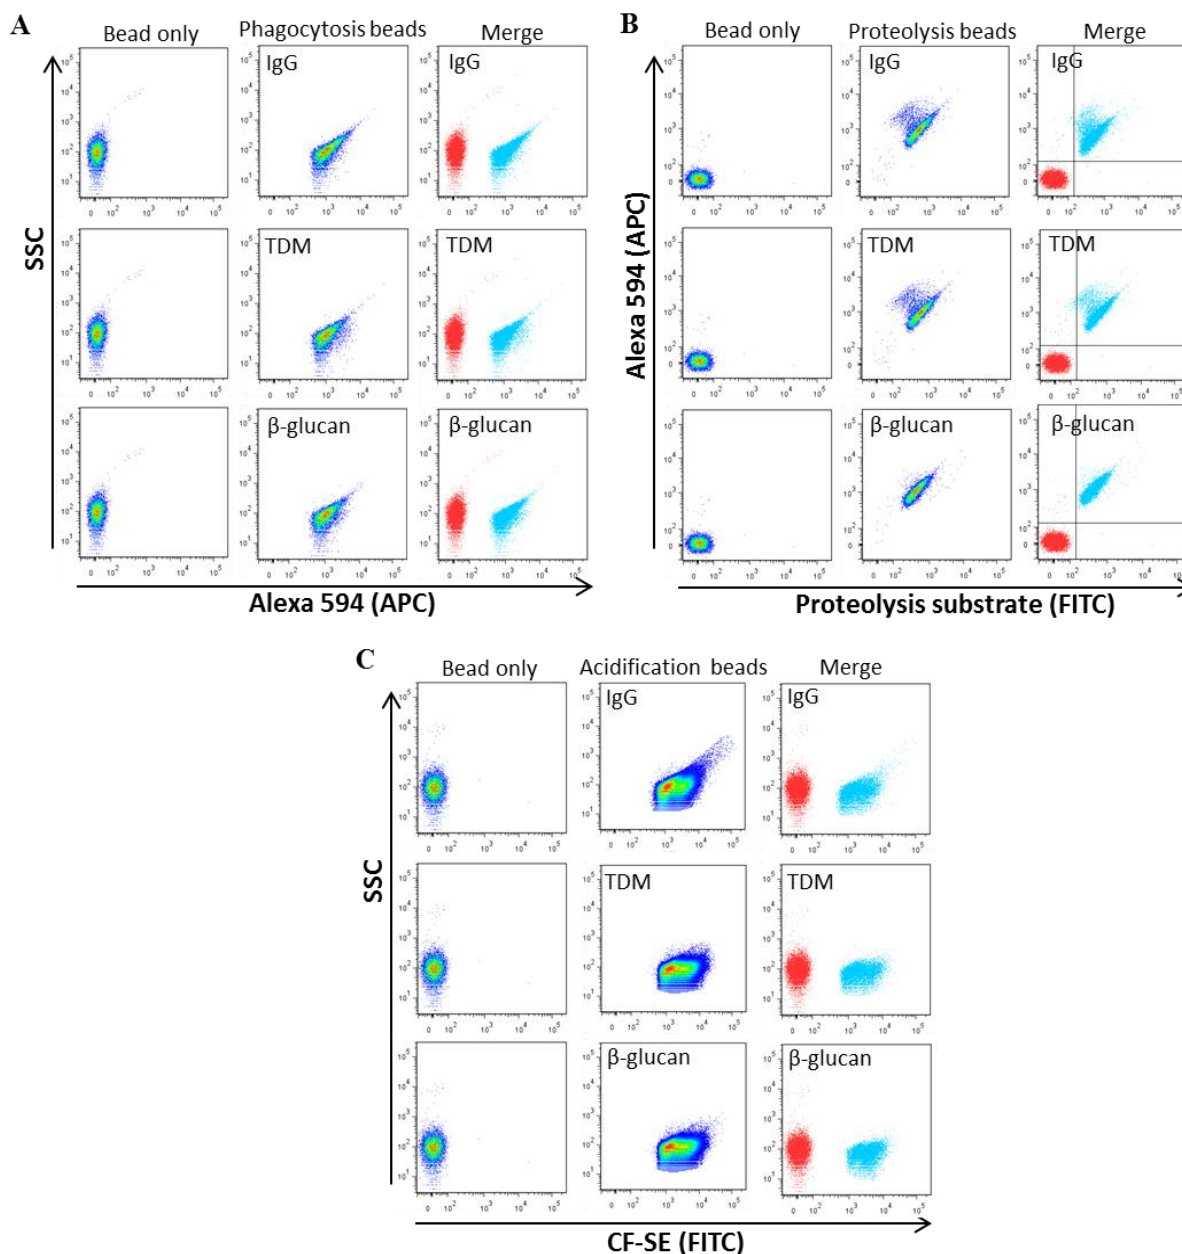 A
Bead only
Phagocytosis beads
Merge
IgG
IgG
TDM
TDM
β-glucan
β-glucan
SSC
Alexa 594 (APC)
B
Bead only
Proteolysis beads
Merge
IgG
IgG
TDM
TDM
β-glucan
β-glucan
Alexa 594 (APC)
Proteolysis substrate (FITC)
C
Bead only
Acidification beads
Merge
IgG
IgG
TDM
TDM
β-glucan
β-glucan
SSC
CF-SE (FITC)